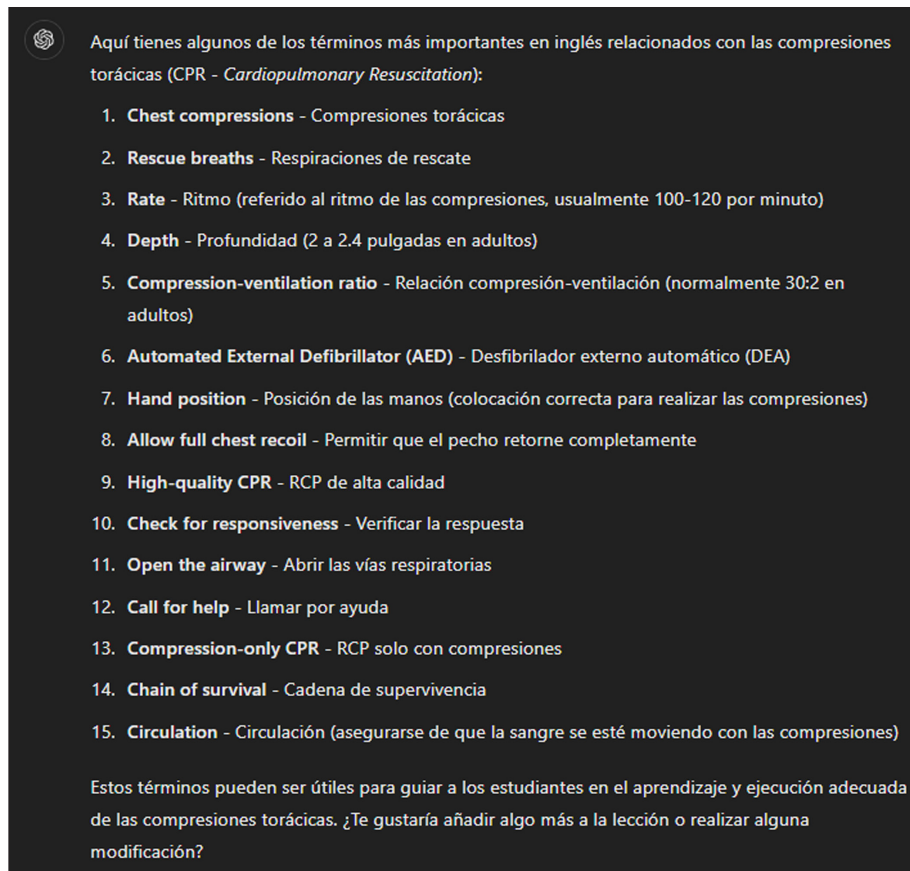 Aquí tienes algunos de los términos más importantes en inglés relacionados con las compresiones
torácicas (CPR - Cardiopulmonary Resuscitation):
1. Chest compressions - Compresiones torácicas
2. Rescue breaths - Respiraciones de rescate
3. Rate - Ritmo (referido al ritmo de las compresiones, usualmente 100-120 por minuto)
4. Depth - Profundidad (2 a 2.4 pulgadas en adultos)
5. Compression-ventilation ratio - Relación compresión-ventilación (normalmente 30:2 en
adultos)
6. Automated External Defibrillator (AED) - Desfibrilador externo automático (DEA)
7. Hand position - Posición de las manos (colocación correcta para realizar las compresiones)
8. Allow full chest recoil - Permitir que el pecho retorne completamente
9. High-quality CPR - RCP de alta calidad
10. Check for responsiveness - Verificar la respuesta
11. Open the airway - Abrir las vías respiratorias
12. Call for help - Llamar por ayuda
13. Compression-only CPR - RCP solo con compresiones
14. Chain of survival - Cadena de supervivencia
15. Circulation - Circulación (asegurarse de que la sangre se esté moviendo con las compresiones)
Estos términos pueden ser útiles para guiar a los estudiantes en el aprendizaje y ejecución adecuada
de las compresiones torácicas. ¿Te gustaría añadir algo más a la lección o realizar alguna
modificación?